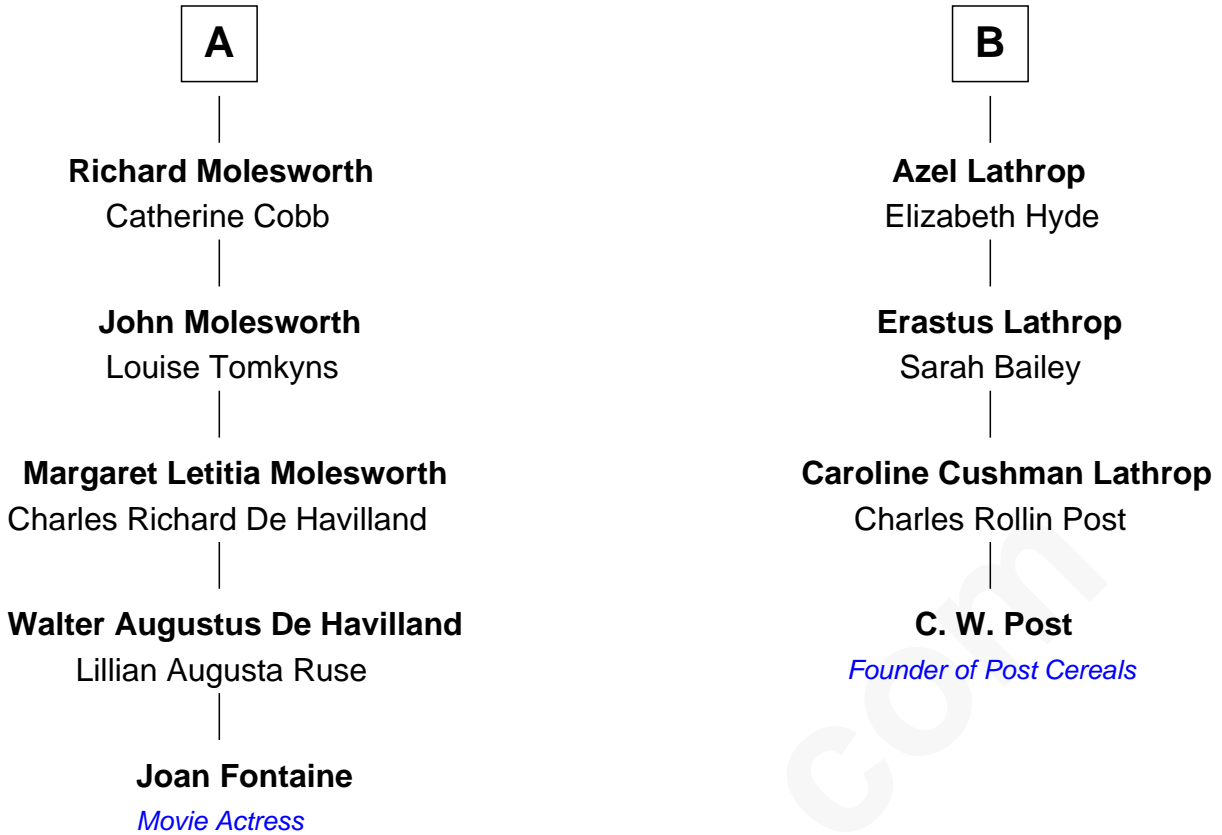 A
Richard Molesworth
Catherine Cobb
John Molesworth
Louise Tomkyns
Margaret Letitia Molesworth
Charles Richard De Havilland
Walter Augustus De Havilland
Lillian Augusta Ruse
Joan Fontaine
Movie Actress
B
Azel Lathrop
Elizabeth Hyde
Erastus Lathrop
Sarah Bailey
Caroline Cushman Lathrop
Charles Rollin Post
C. W. Post
Founder of Post Cereals
com